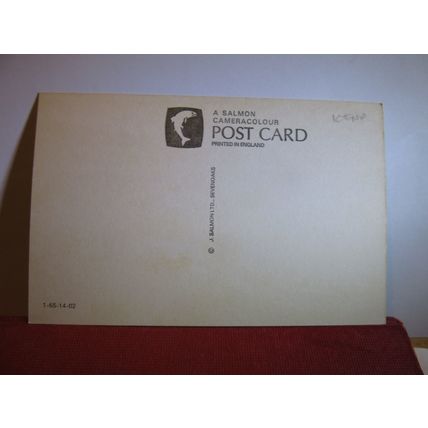 A SALMON
CAMERACOLOUR
POST CARD
PRINTED IN ENGLAND
© J. SALMON LTD., SEVENOAKS
1-65-14-02